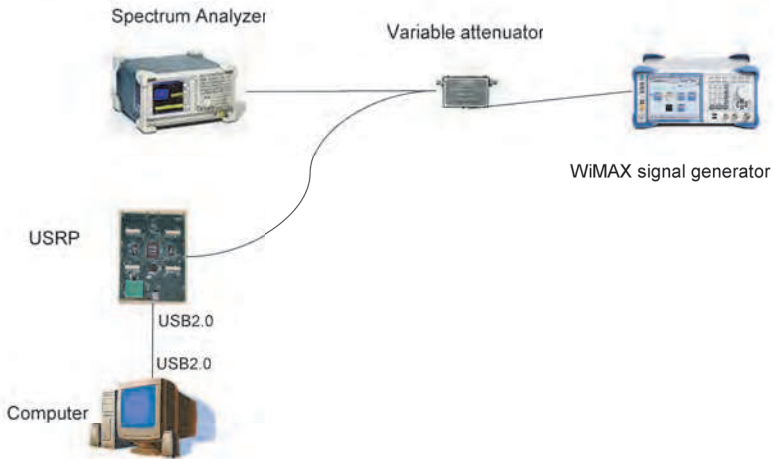 Spectrum Analyzer
Variable attenuator
WiMAX signal generator
USRP
USB2.0
USB2.0
Computer